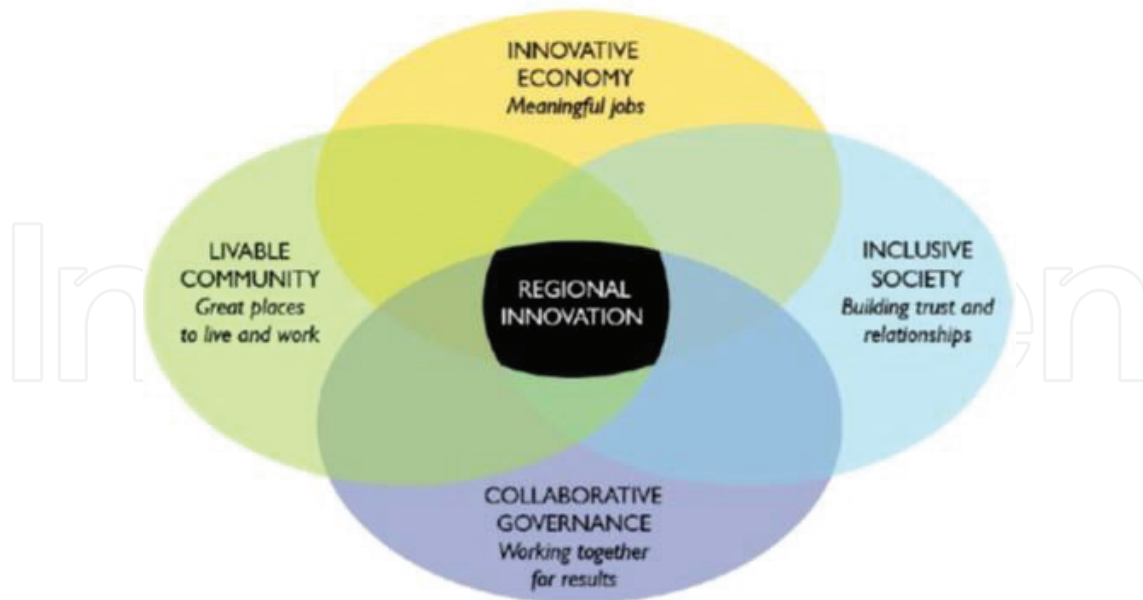 INNOVATIVE
ECONOMY
Meaningful jobs
LIVABLE
COMMUNITY
Great places
to live and work
REGIONAL
INNOVATION
INCLUSIVE
SOCIETY
Building trust and
relationships
COLLABORATIVE
GOVERNANCE
Working together
for results